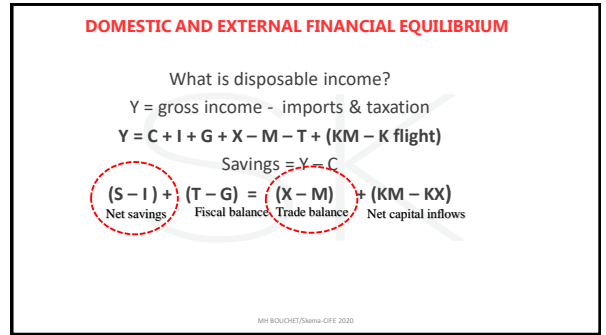 DOMESTIC AND EXTERNAL FINANCIAL EQUILIBRIUM
What is disposable income?
Y = gross income - imports & taxation
Y = C + I + G + X – M – T + (KM – K flight)
Savings = Y – C
(S – I ) + (T – G) = (X – M) + (KM – KX)
Net savings Fiscal balance Trade balance Net capital inflows
SK
MH BOUCHET/Skema-CIFE 2020